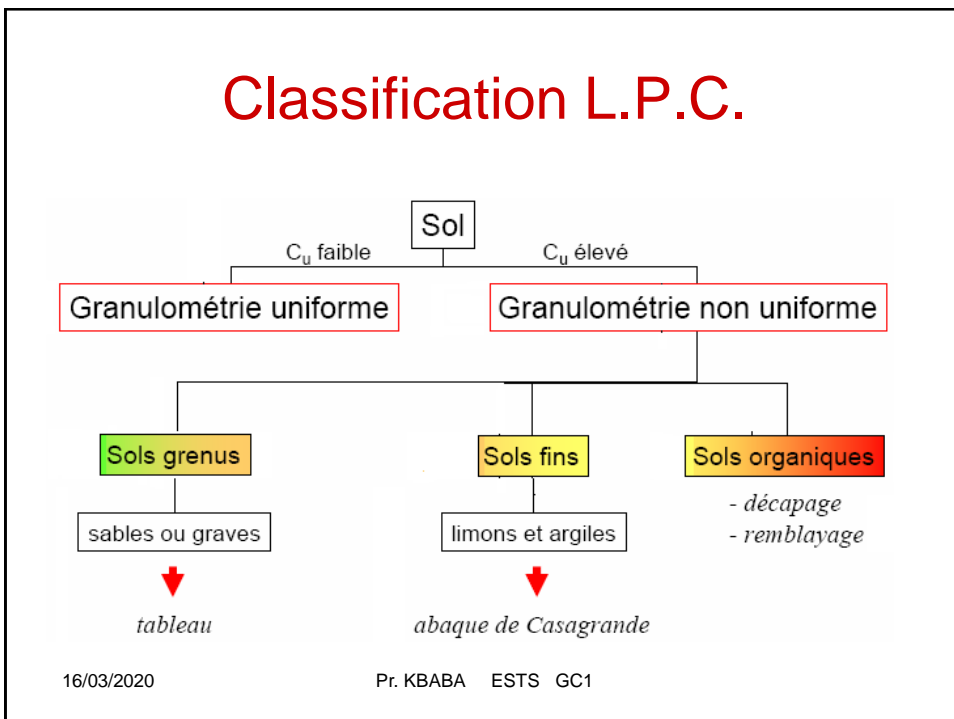 Classification L.P.C.
Sol
Cu faible
Cu élevé
Granulométrie uniforme
Granulométrie non uniforme
Sols grenus
Sols fins
Sols organiques
sables ou graves
limons et argiles
- décapage
- remblayage
tableau
abaque de Casagrande
16/03/2020
Pr. KBABA ESTS GC1